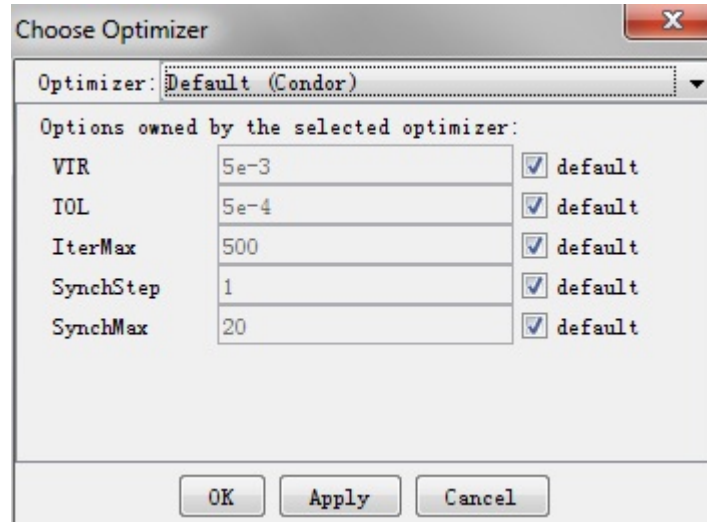 Choose Optimizer
Optimizer: Default (Condor)
Options owned by the selected optimizer:
VTR 5e-3 default
TOL 5e-4 default
IterMax 500 default
SynchStep 1 default
SynchMax 20 default
OK Apply Cancel